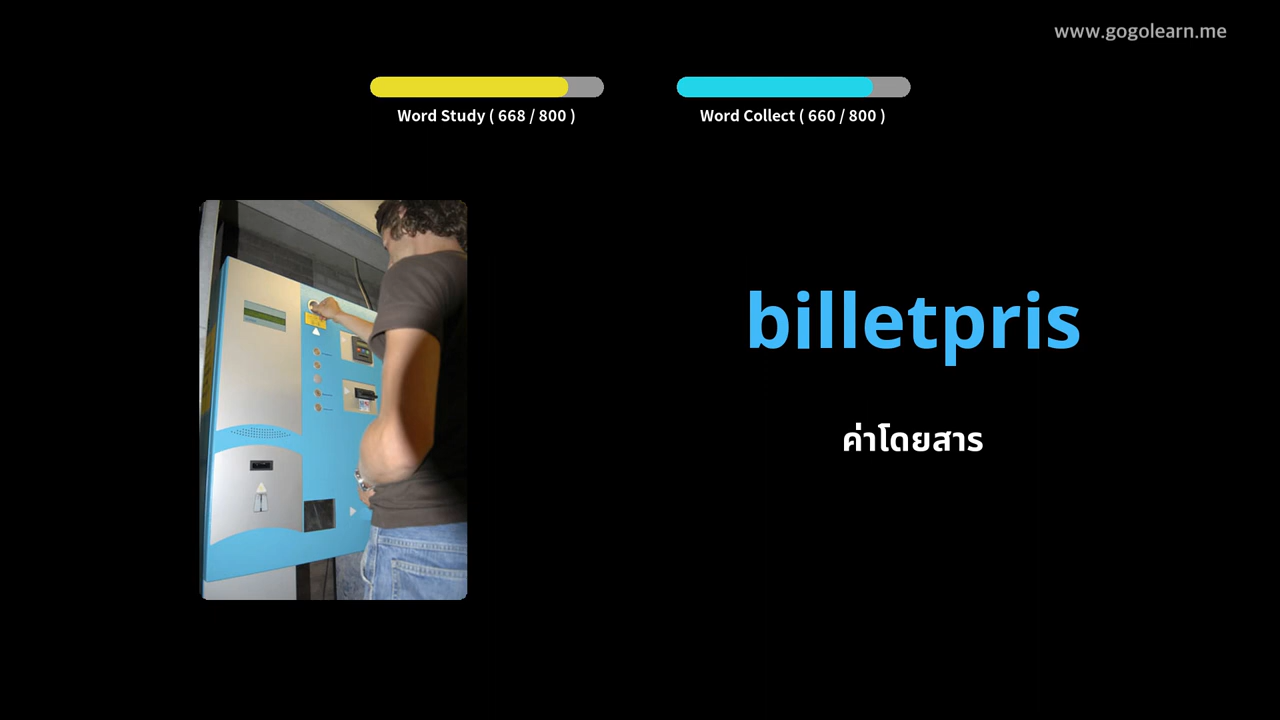 www.gogolearn.me
Word Study ( 668 / 800 )
Word Collect ( 660 / 800 )
billetpris
ค่าโดยสาร